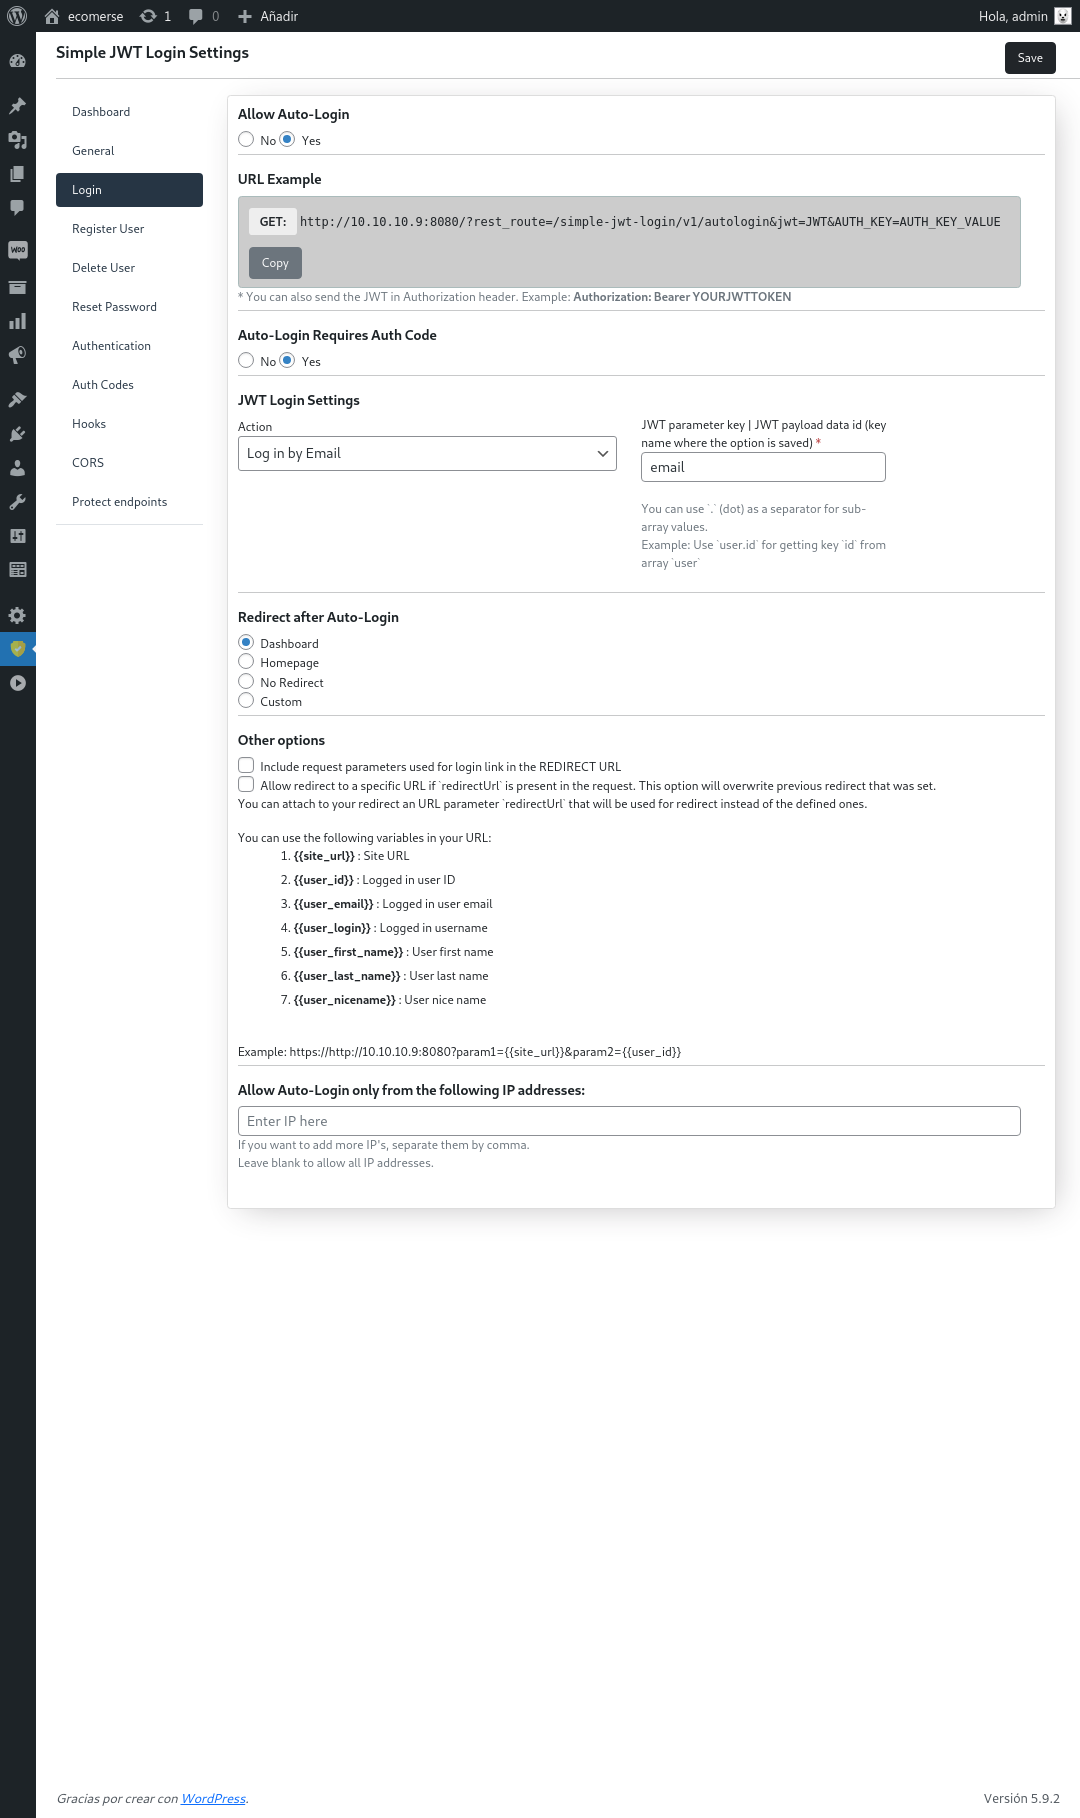 ecomerse 1 0 Añadir Hola, admin
Simple JWT Login Settings
Save
Dashboard
General
Login
Register User
Delete User
Reset Password
Authentication
Auth Codes
Hooks
CORS
Protect endpoints
Allow Auto-Login
No Yes
URL Example
GET: http://10.10.10.9:8080/?rest_route=/simple-jwt-login/v1/autologin&jwt=JWT&AUTH_KEY=AUTH_KEY_VALUE
Copy
* You can also send the JWT in Authorization header. Example: Authorization: Bearer YOURJWTTOKEN
Auto-Login Requires Auth Code
No Yes
JWT Login Settings
Action
Log in by Email
JWT parameter key | JWT payload data id (key
name where the option is saved) *
email
You can use `.` (dot) as a separator for sub-
array values.
Example: Use `user.id` for getting key `id` from
array `user`
Redirect after Auto-Login
Dashboard
Homepage
No Redirect
Custom
Other options
Include request parameters used for login link in the REDIRECT URL
Allow redirect to a specific URL if `redirectUrl` is present in the request. This option will overwrite previous redirect that was set.
You can attach to your redirect an URL parameter `redirectUrl` that will be used for redirect instead of the defined ones.
You can use the following variables in your URL:
1. {{site_url}} : Site URL
2. {{user_id}} : Logged in user ID
3. {{user_email}} : Logged in user email
4. {{user_login}} : Logged in username
5. {{user_first_name}} : User first name
6. {{user_last_name}} : User last name
7. {{user_nicename}} : User nice name
Example: https://http://10.10.10.9:8080?param1={{site_url}}&param2={{user_id}}
Allow Auto-Login only from the following IP addresses:
Enter IP here
If you want to add more IP's, separate them by comma.
Leave blank to allow all IP addresses.
WOO
Gracias por crear con WordPress.
Versión 5.9.2